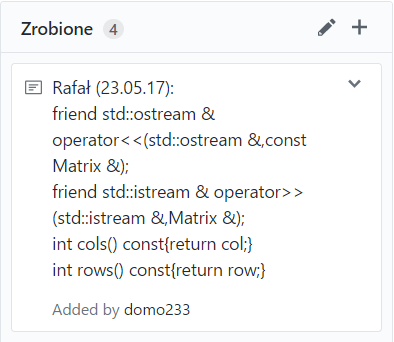 Zrobione 4
Rafał (23.05.17):
friend std::ostream &
operator<<(std::ostream &,const
Matrix &);
friend std::istream & operator>>
(std::istream &,Matrix &);
int cols() const{return col;}
int rows() const{return row;}
Added by domo233